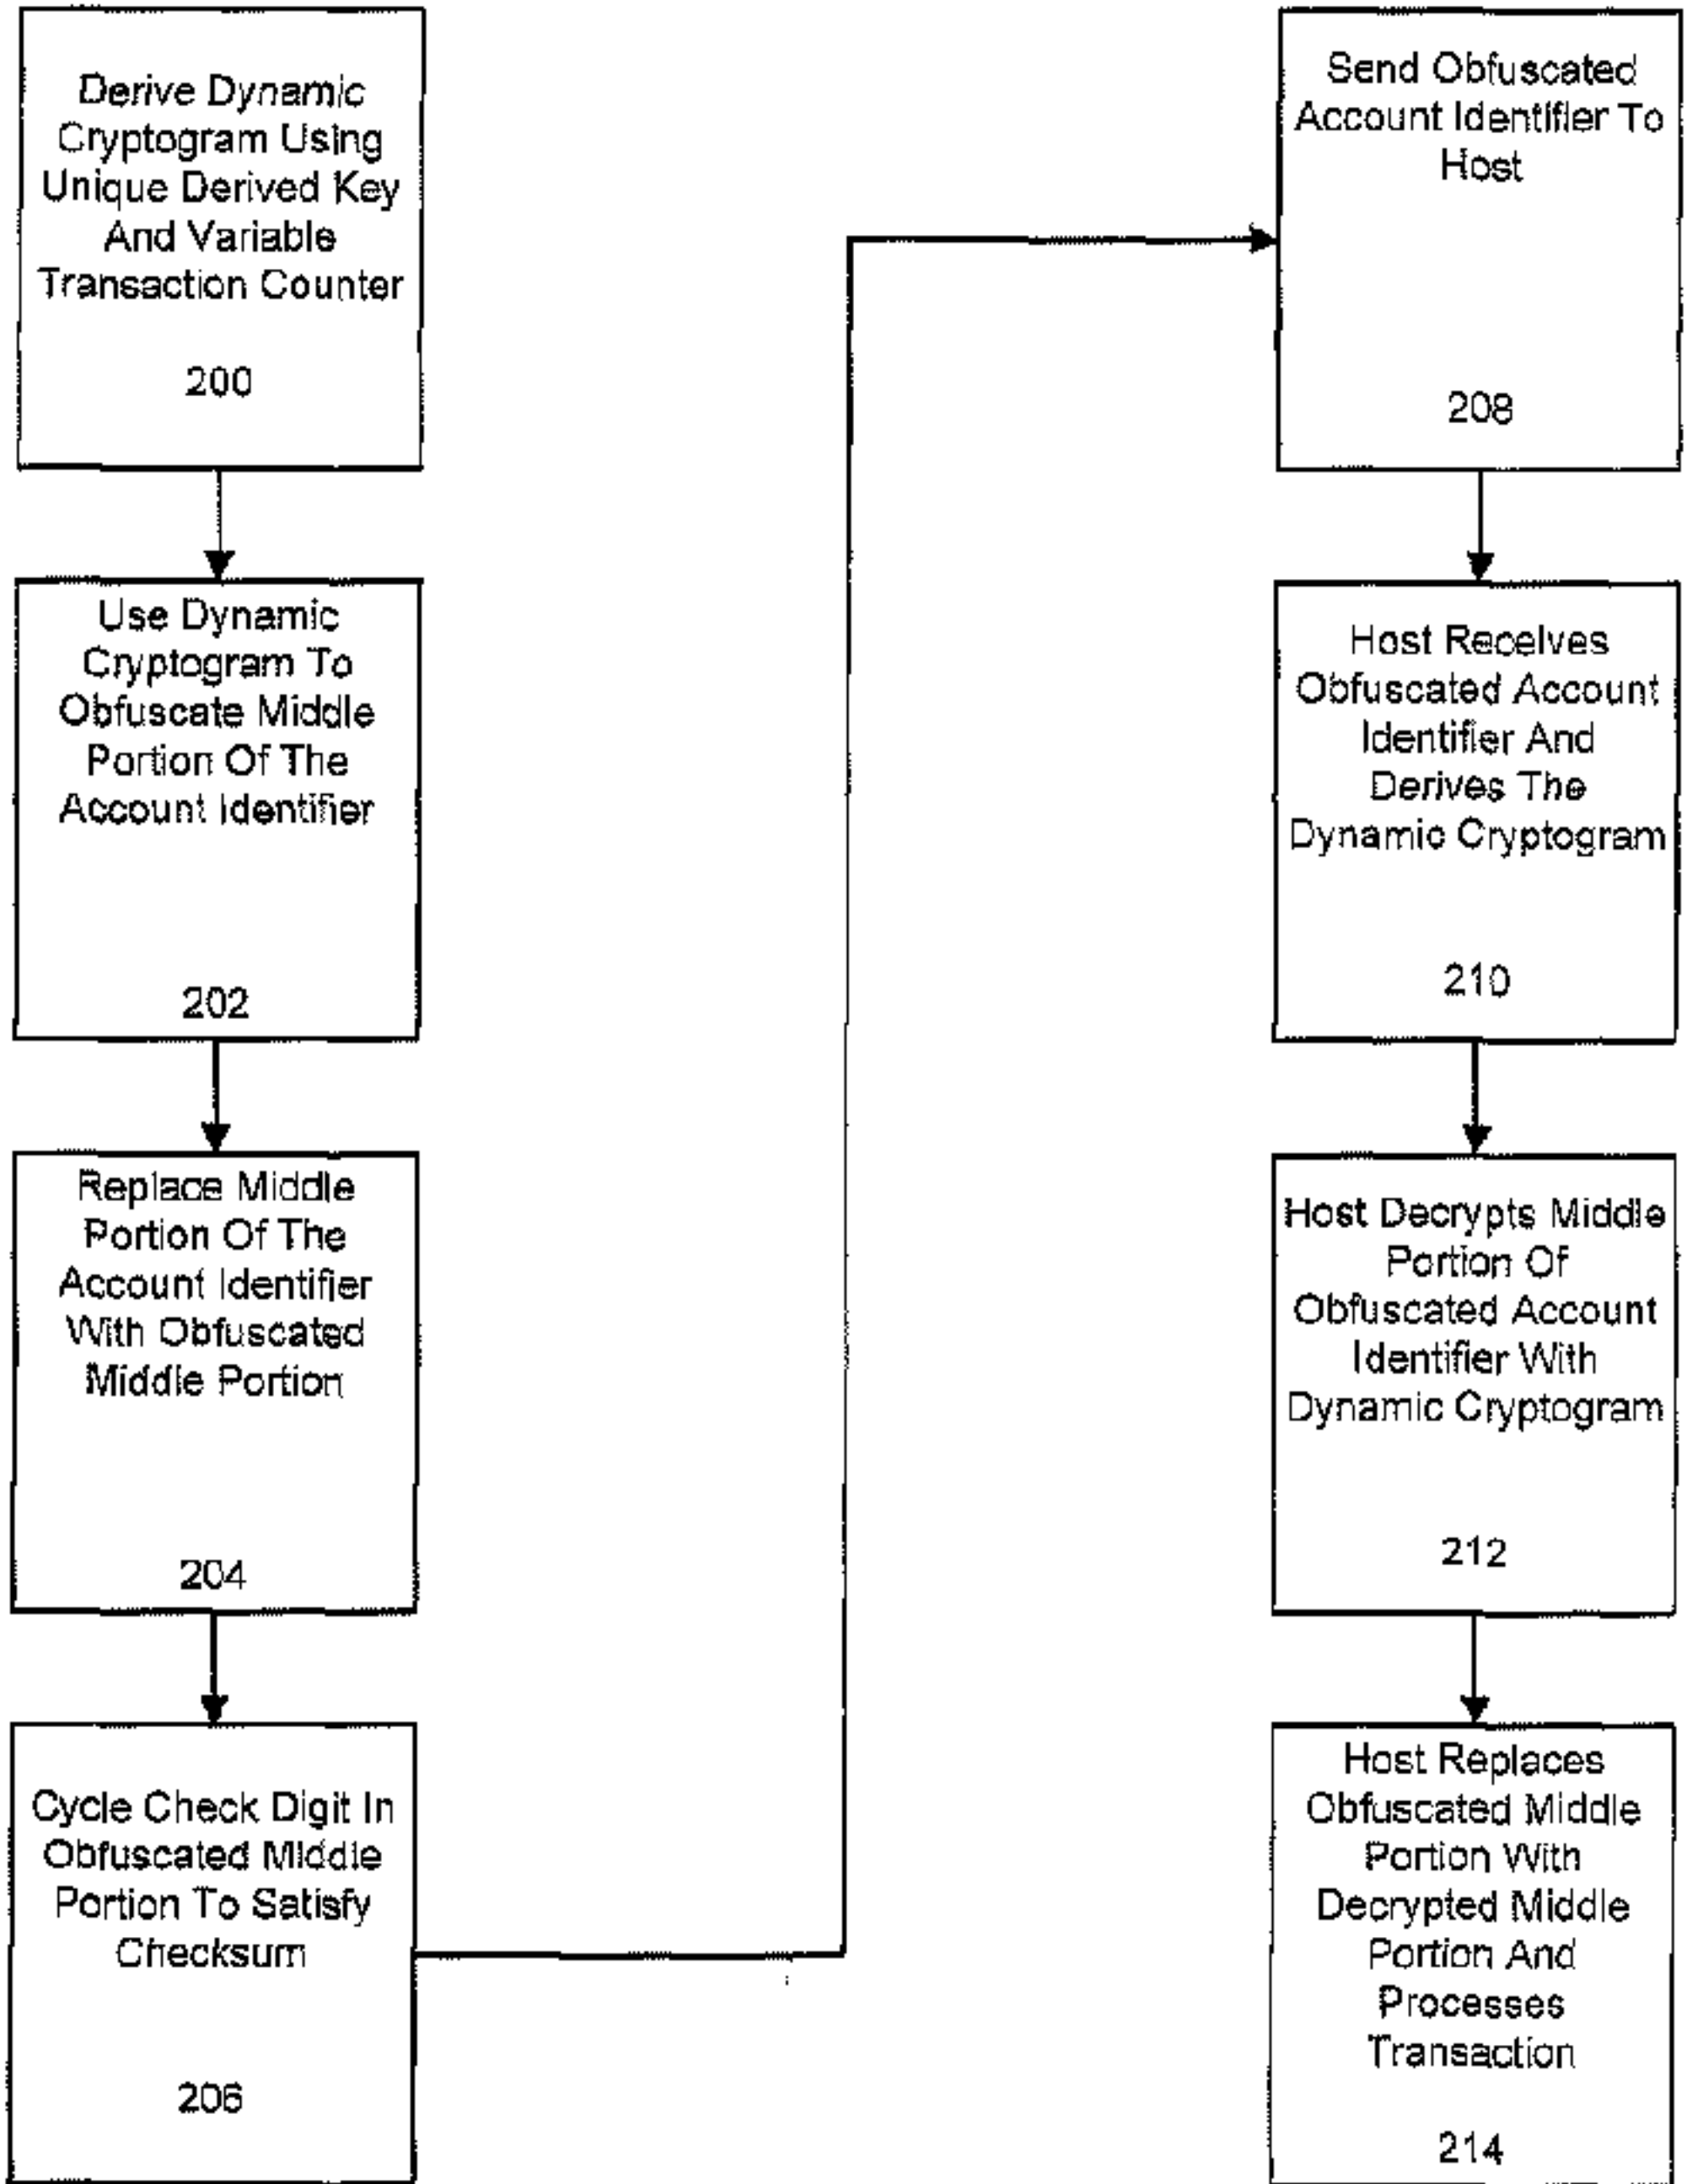 Derive Dynamic
Cryptogram Using
Unique Derived Key
And Variable
Transaction Counter
200
Use Dynamic
Cryptogram To
Obfuscate Middle
Portion Of The
Account Identifier
202
Replace Middle
Portion Of The
Account Identifier
With Obfuscated
Middle Portion
204
Cycle Check Digit In
Obfuscated Middle
Portion To Satisfy
Checksum
206
Send Obfuscated
Account Identifier To
Host
208
Host Receives
Obfuscated Account
Identifier And
Derives The
Dynamic Cryptogram
210
Host Decrypts Middle
Portion Of
Obfuscated Account
Identifier With
Dynamic Cryptogram
212
Host Replaces
Obfuscated Middle
Portion With
Decrypted Middle
Portion And
Processes
Transaction
214